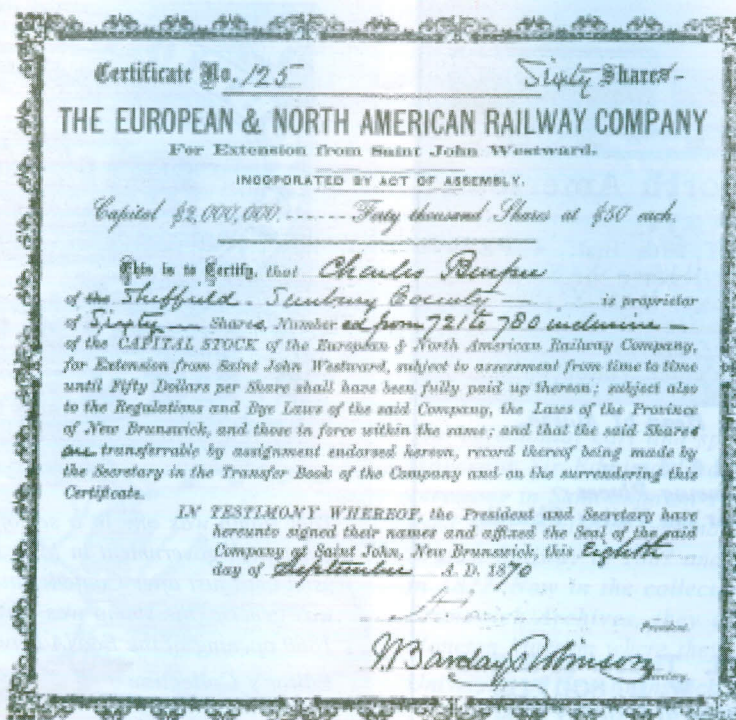 Certificate No. 125 Sixty Shares
THE EUROPEAN & NORTH AMERICAN RAILWAY COMPANY
For Extension from Saint John Westward.
INCOPORATED BY ACT OF ASSEMBLY.
Capital $2,000,000. ------ Forty thousand Shares at $50 each.
This is to Certify, that Charles Burpee
of the Sheffield. Sunbury County — is proprietor
of Sixty — Shares, Numbered from 721 to 780 inclusive —
of the CAPITAL STOCK of the European & North American Railway Company,
for Extension from Saint John Westward, subject to assessment from time to time
until Fifty Dollars per Share shall have been fully paid up thereon; subject also
to the Regulations and Bye Laws of the said Company, the Laws of the Province
of New Brunswick, and those in force within the same; and that the said Shares
are transferrable by assignment endorsed hereon, record thereof being made by
the Secretary in the Transfer Book of the Company and on the surrendering this
Certificate.
IN TESTIMONY WHEREOF, the President and Secretary have
hereunto signed their names and affixed the Seal of the said
Company at Saint John, New Brunswick, this Eighth
day of September A. D. 1870
President.
W Barclay Robinson
Secretary.